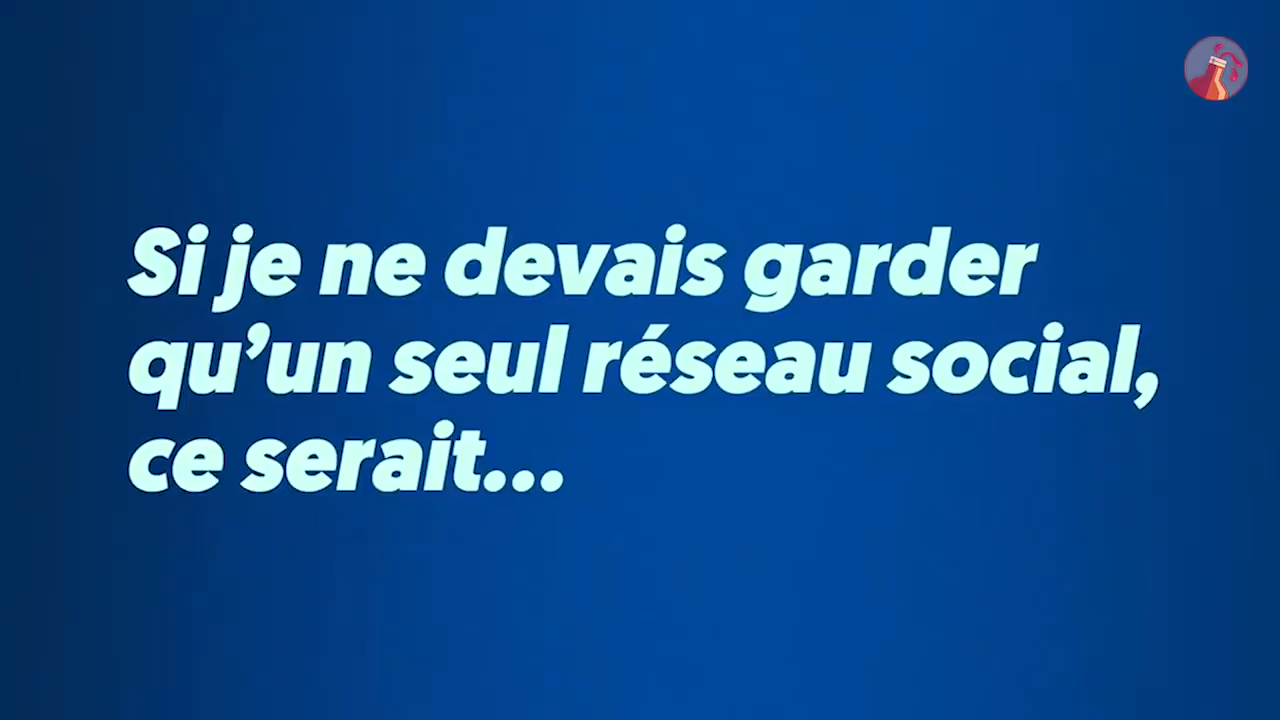 Si je ne devais garder
qu’un seul réseau social,
ce serait...